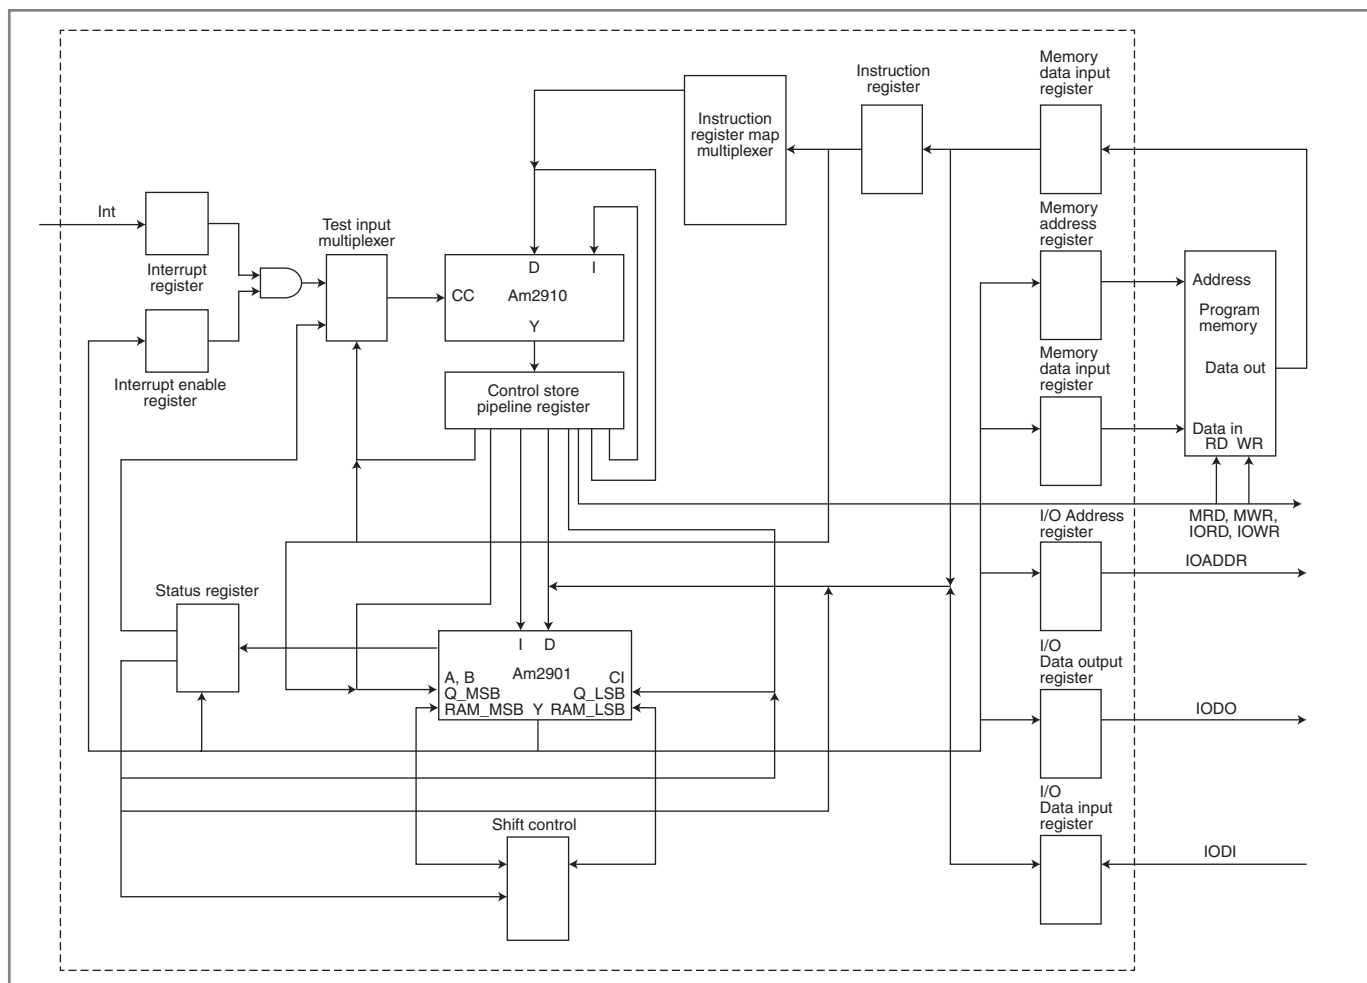 Memory
data input
register
Instruction
register
Instruction
register map
multiplexer
Int
Test input
multiplexer
Memory
address
register
Interrupt
register
D
I
CC
Am2910
Y
Address
Program
memory
Data out
Interrupt enable
register
Control store
pipeline register
Memory
data input
register
Data in
RD WR
MRD, MWR,
IORD, IOWR
I/O Address
register
IOADDR
Status register
I D
Am2901
A, B
CI
Q_MSB
Q_LSB
RAM_MSB Y RAM_LSB
I/O
Data output
register
IODO
I/O
Data input
register
IODI
Shift control